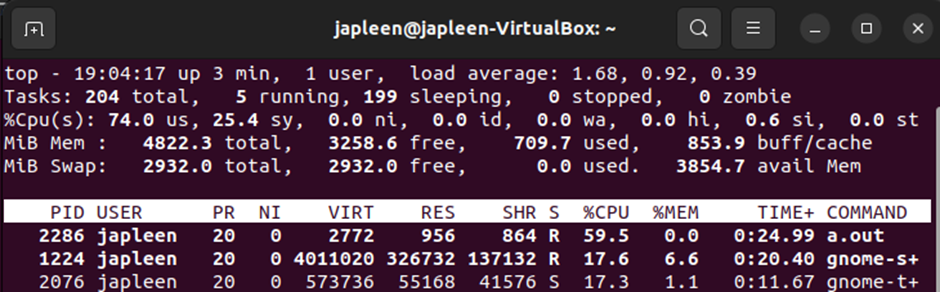 japleen@japleen-VirtualBox: ~
top - 19:04:17 up 3 min,  1 user,  load average: 1.68, 0.92, 0.39
Tasks: 204 total,   5 running, 199 sleeping,   0 stopped,   0 zombie
%Cpu(s): 74.0 us, 25.4 sy,  0.0 ni,  0.0 id,  0.0 wa,  0.0 hi,  0.6 si,  0.0 st
MiB Mem :   4822.3 total,   3258.6 free,    709.7 used,    853.9 buff/cache
MiB Swap:   2932.0 total,   2932.0 free,      0.0 used.   3854.7 avail Mem
PID USER      PR  NI    VIRT    RES    SHR S  %CPU  %MEM     TIME+ COMMAND
2286 japleen   20   0    2772    956    864 R  59.5   0.0   0:24.99 a.out
1224 japleen   20   0 4011020 326732 137132 R  17.6   6.6   0:20.40 gnome-s+
2076 japleen   20   0  573736  55168  41576 S  17.3   1.1   0:11.67 gnome-t+